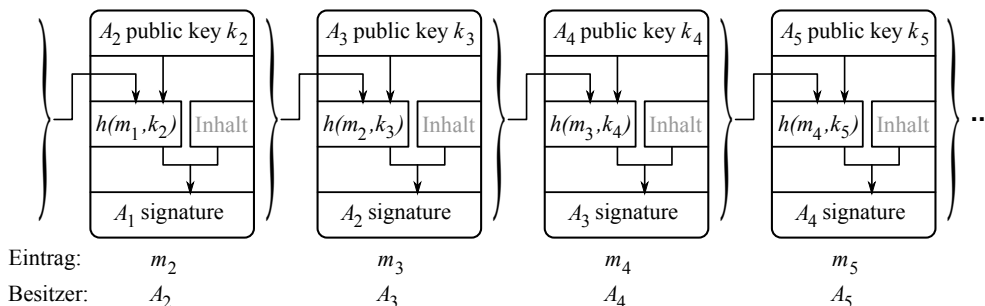 A₂ public key k₂ A₃ public key k₃ A₄ public key k₄ A₅ public key k₅
h(m₁,k₂) Inhalt h(m₂,k₃) Inhalt h(m₃,k₄) Inhalt h(m₄,k₅) Inhalt ..
A₁ signature A₂ signature A₃ signature A₄ signature
Eintrag: m₂ m₃ m₄ m₅
Besitzer: A₂ A₃ A₄ A₅